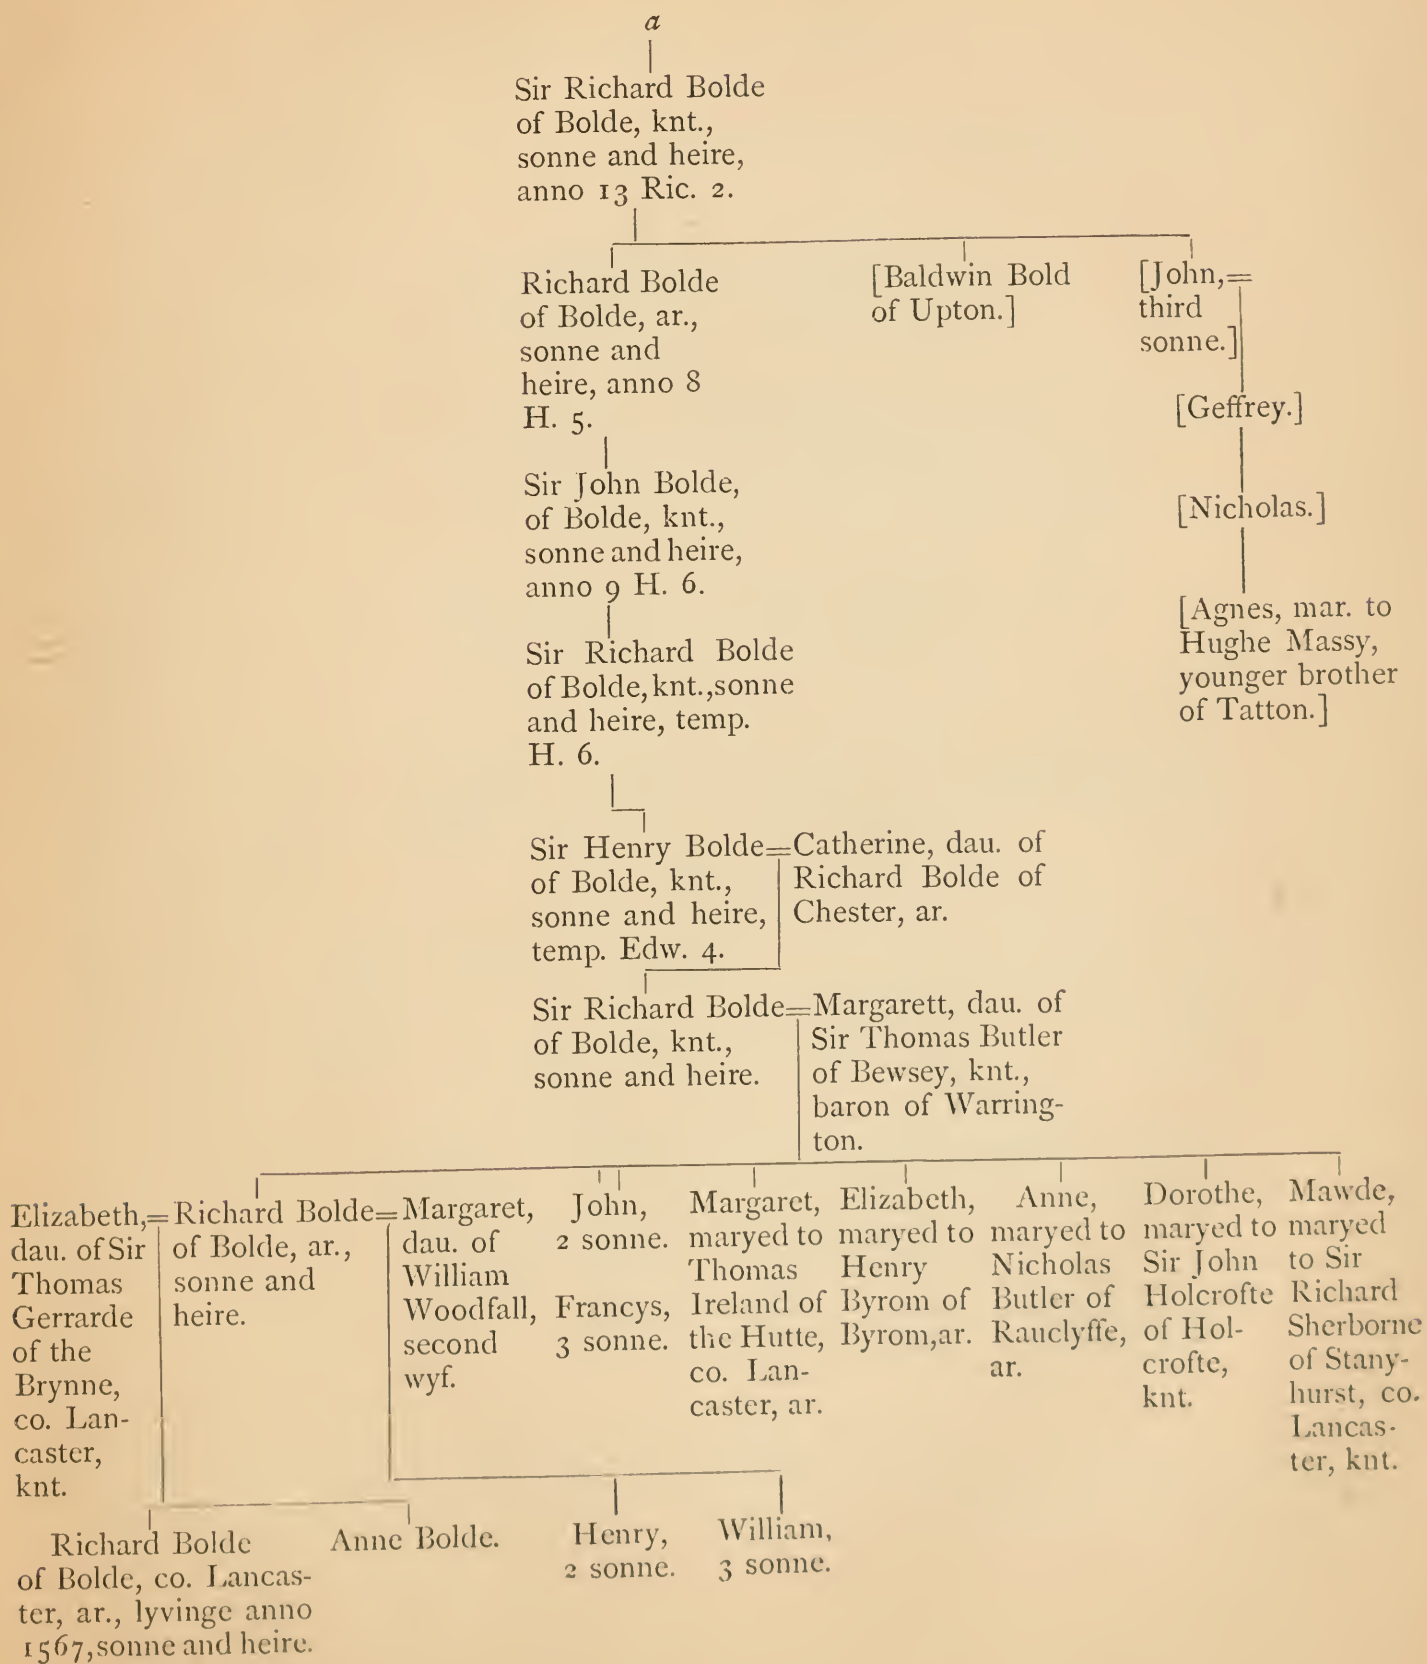 a
Sir Richard Bolde
of Bolde, knt.,
sonne and heire,
anno 13 Ric. 2.
Richard Bolde
of Bolde, ar.,
sonne and
heire, anno 8
H. 5.
[Baldwin Bold
of Upton.]
[John,=
third
sonne.]
[Geffrey.]
[Nicholas.]
[Agnes, mar. to
Hughe Massy,
younger brother
of Tatton.]
Sir John Bolde,
of Bolde, knt.,
sonne and heire,
anno 9 H. 6.
Sir Richard Bolde
of Bolde, knt., sonne
and heire, temp.
H. 6.
Sir Henry Bolde=
of Bolde, knt.,
sonne and heire,
temp. Edw. 4.
Catherine, dau. of
Richard Bolde of
Chester, ar.
Sir Richard Bolde=
of Bolde, knt.,
sonne and heire.
Margarett, dau. of
Sir Thomas Butler
of Bewsey, knt.,
baron of Warring-
ton.
Elizabeth,=
dau. of Sir
Thomas
Gerrarde
of the
Brynne,
co. Lan-
caster,
knt.
Richard Bolde=
of Bolde, ar.,
sonne and
heire.
Margaret,
dau. of
William
Woodfall,
second
wyf.
John,
2 sonne.
Francys,
3 sonne.
Margaret,
maryed to
Thomas
Ireland of
the Hutte,
co. Lan-
caster, ar.
Elizabeth,
maryed to
Henry
Byrom of
Byrom, ar.
Anne,
maryed to
Nicholas
Butler of
Rauclyffe,
ar.
Dorothe,
maryed to
Sir John
Holcrofte
of Hol-
crofte,
knt.
Mawde,
maryed
to Sir
Richard
Sherborne
of Stany-
hurst, co.
Lancas-
ter, knt.
Richard Bolde
of Bolde, co. Lancas-
ter, ar., lyvinge anno
1567, sonne and heire.
Anne Bolde.
Henry,
2 sonne.
William,
3 sonne.